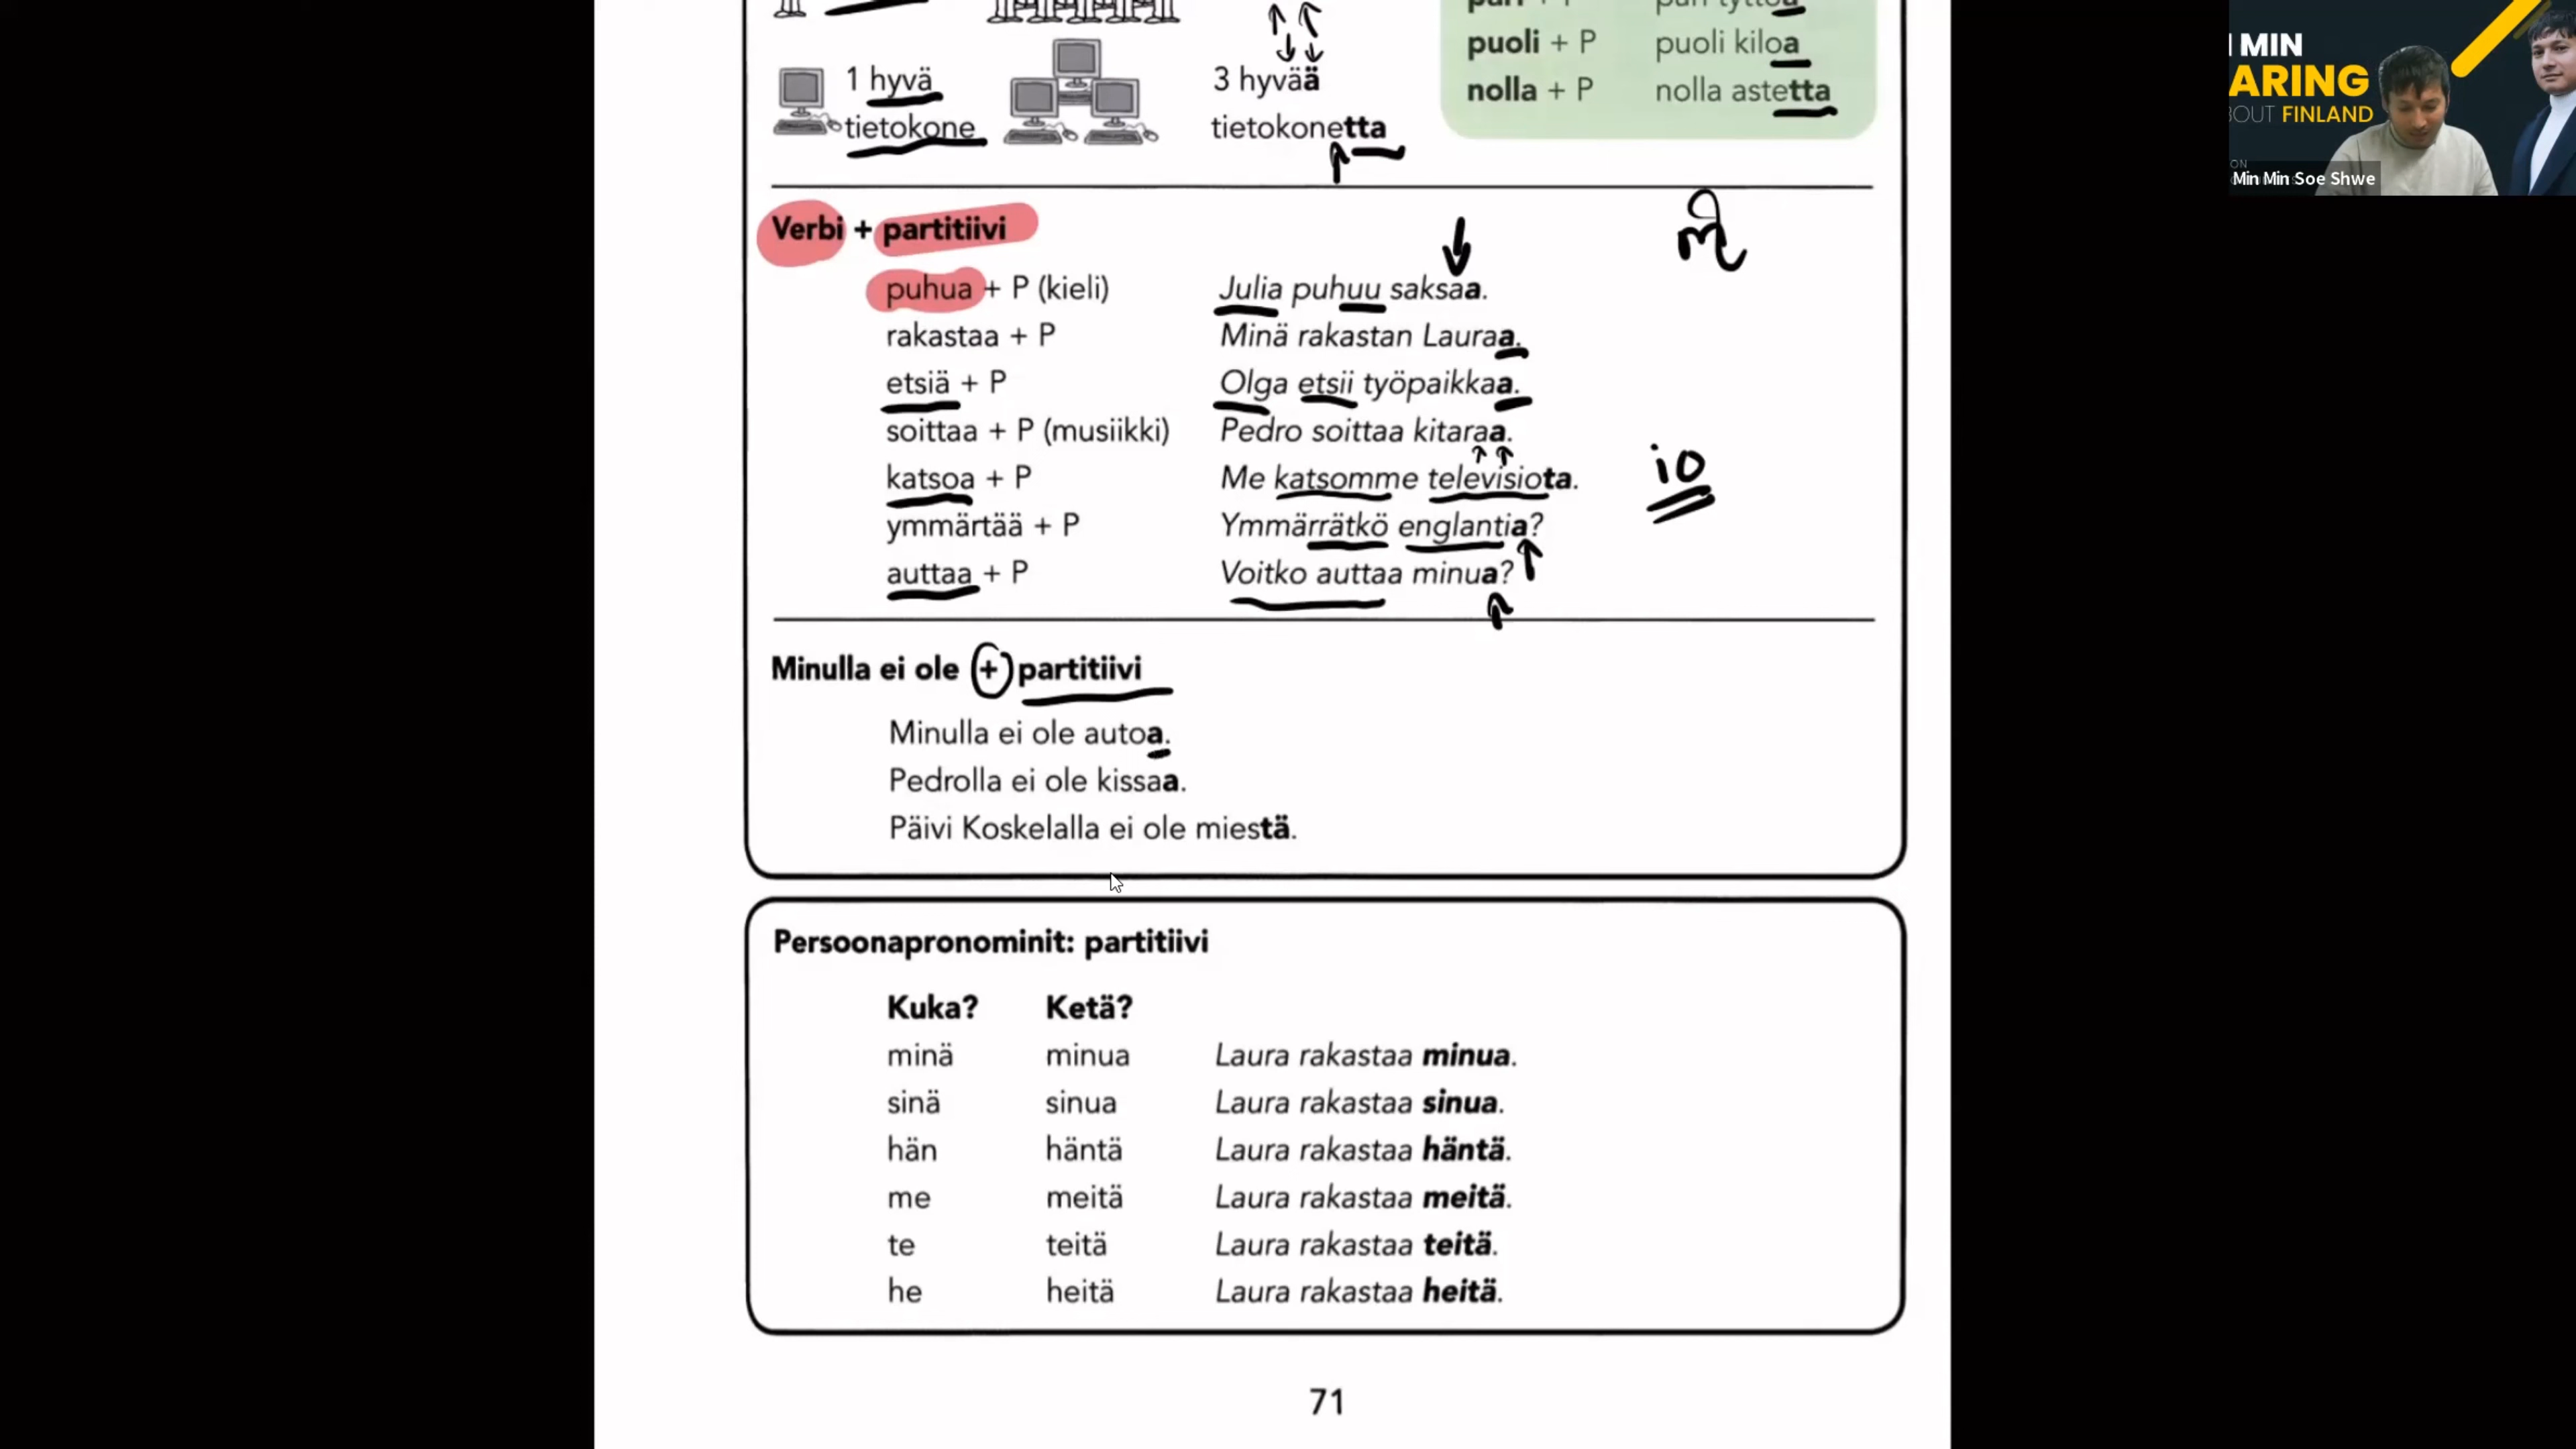 puoli + P puoli kiloa
1 hyvä 3 hyvää
nolla + P nolla astetta
tietokone tietokonetta
Verbi + partitiivi
puhua + P (kieli) Julia puhuu saksaa.
rakastaa + P Minä rakastan Lauraa.
etsiä + P Olga etsii työpaikkaa.
soittaa + P (musiikki) Pedro soittaa kitaraa.
katsoa + P Me katsomme televisiota.
io
ymmärtää + P Ymmärrätkö englantia?
auttaa + P Voitko auttaa minua?
Minulla ei ole + partitiivi
Minulla ei ole autoa.
Pedrolla ei ole kissaa.
Päivi Koskelalla ei ole miestä.
Persoonapronominit: partitiivi
Kuka? Ketä?
minä minua Laura rakastaa minua.
sinä sinua Laura rakastaa sinua.
hän häntä Laura rakastaa häntä.
me meitä Laura rakastaa meitä.
te teitä Laura rakastaa teitä.
he heitä Laura rakastaa heitä.
71
MIN
ARING
OUT FINLAND
ON
Min Min Soe Shwe